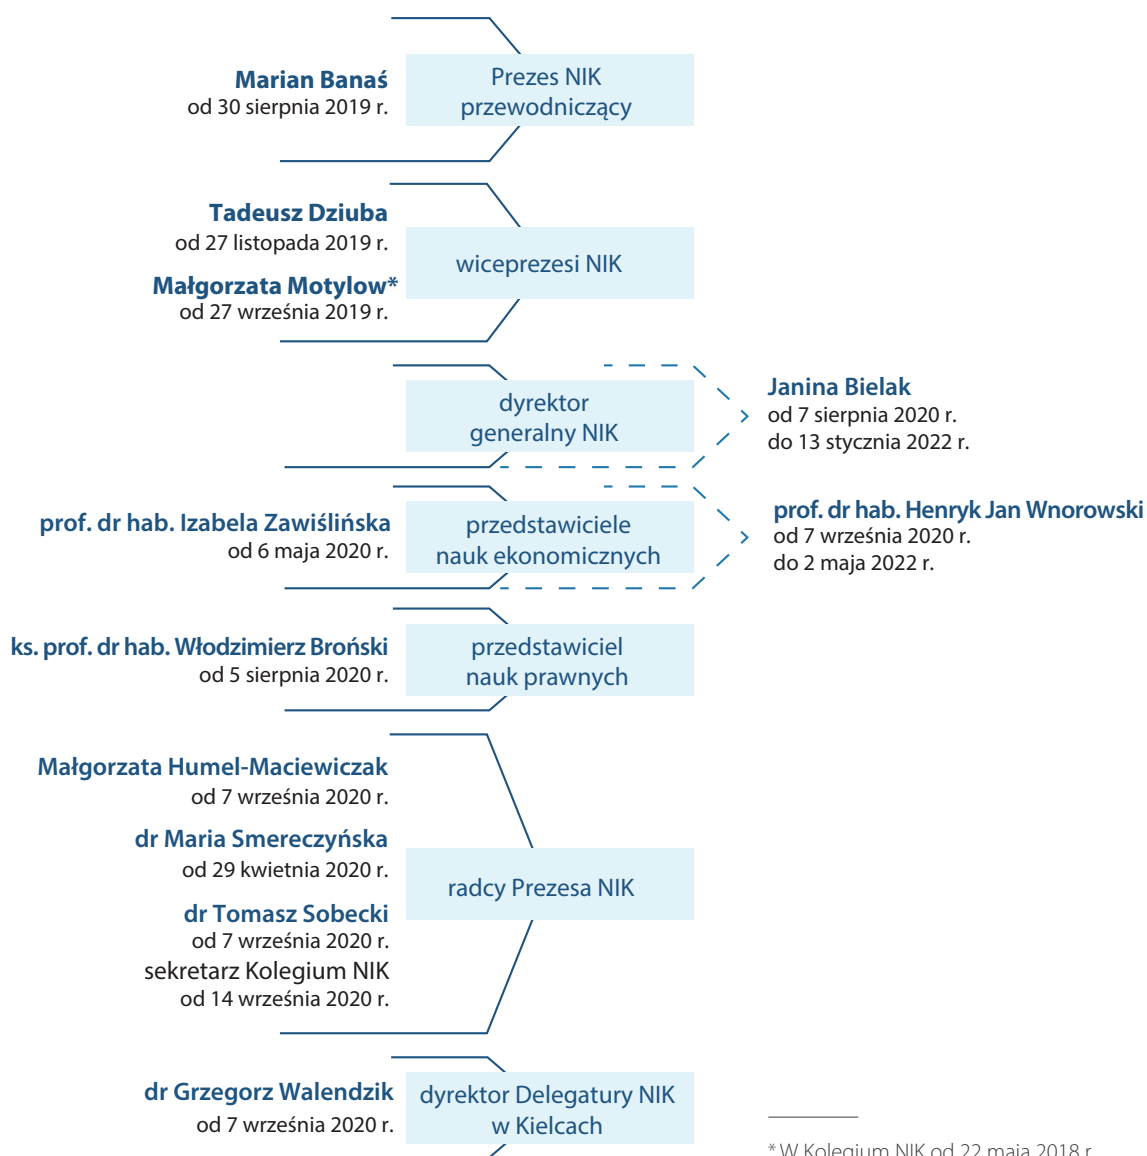 Marian Banaś
od 30 sierpnia 2019 r.
Prezes NIK
przewodniczący
Tadeusz Dziuba
od 27 listopada 2019 r.
Małgorzata Motylow*
od 27 września 2019 r.
wiceprezesi NIK
dyrektor
generalny NIK
Janina Bielak
od 7 sierpnia 2020 r.
do 13 stycznia 2022 r.
prof. dr hab. Izabela Zawiślińska
od 6 maja 2020 r.
przedstawiciele
nauk ekonomicznych
prof. dr hab. Henryk Jan Wnorowski
od 7 września 2020 r.
do 2 maja 2022 r.
ks. prof. dr hab. Włodzimierz Broński
od 5 sierpnia 2020 r.
przedstawiciel
nauk prawnych
Małgorzata Humel-Maciewiczak
od 7 września 2020 r.
dr Maria Smereczyńska
od 29 kwietnia 2020 r.
dr Tomasz Sobecki
od 7 września 2020 r.
sekretarz Kolegium NIK
od 14 września 2020 r.
radcy Prezesa NIK
dr Grzegorz Walendzik
od 7 września 2020 r.
dyrektor Delegatury NIK
w Kielcach
* W Kolegium NIK od 22 maja 2018 r.